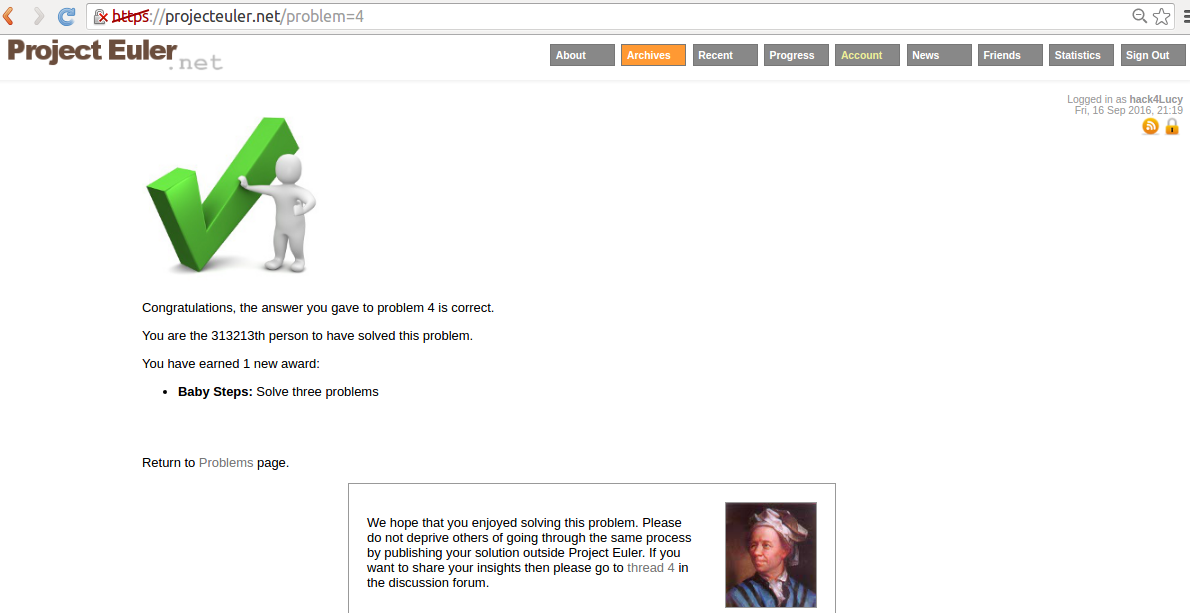 https://projecteuler.net/problem=4
Project Euler.net
About Archives Recent Progress Account News Friends Statistics Sign Out
Logged in as hack4Lucy
Fri, 16 Sep 2016, 21:19
Congratulations, the answer you gave to problem 4 is correct.
You are the 313213th person to have solved this problem.
You have earned 1 new award:
• Baby Steps: Solve three problems
Return to Problems page.
We hope that you enjoyed solving this problem. Please
do not deprive others of going through the same process
by publishing your solution outside Project Euler. If you
want to share your insights then please go to thread 4 in
the discussion forum.